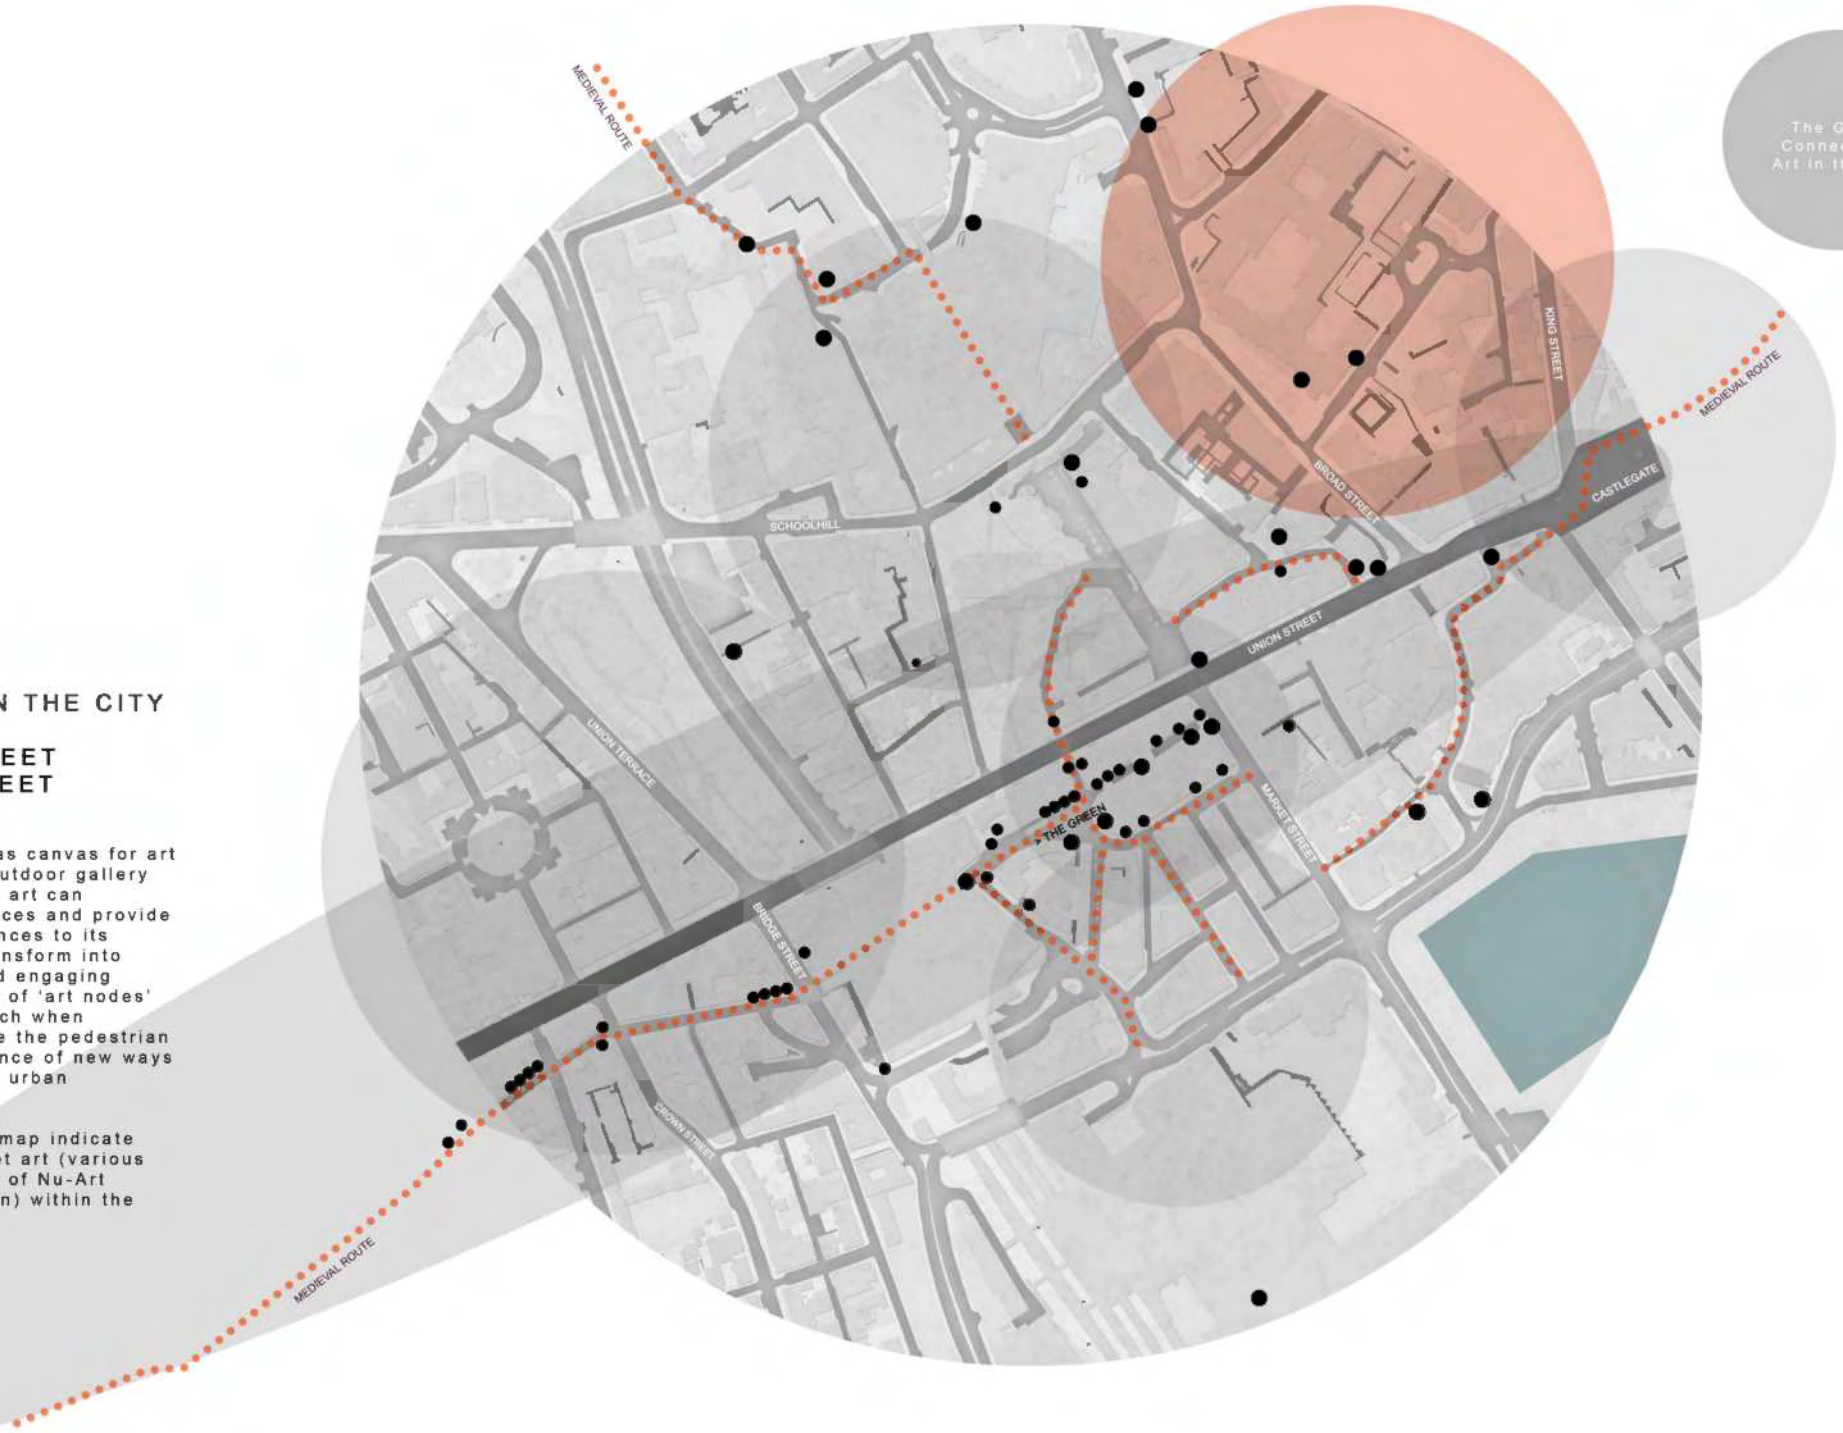 MEDIEVAL ROUTE
The G
Connec
Art in th
KING STREET
MEDIEVAL ROUTE
BROAD STREET
CASTLEGATE
SCHOOLHILL
UNION STREET
UNION TERRACE
MARKET STREET
THE GREEN
BRIDGE STREET
CROWN STREET
MEDIEVAL ROUTE
N THE CITY
EET
EET
as canvas for art
utdoor gallery
art can
ces and provide
nces to its
nsform into
d engaging
of 'art nodes'
ch when
e the pedestrian
nce of new ways
urban
map indicate
et art (various
of Nu-Art
n) within the